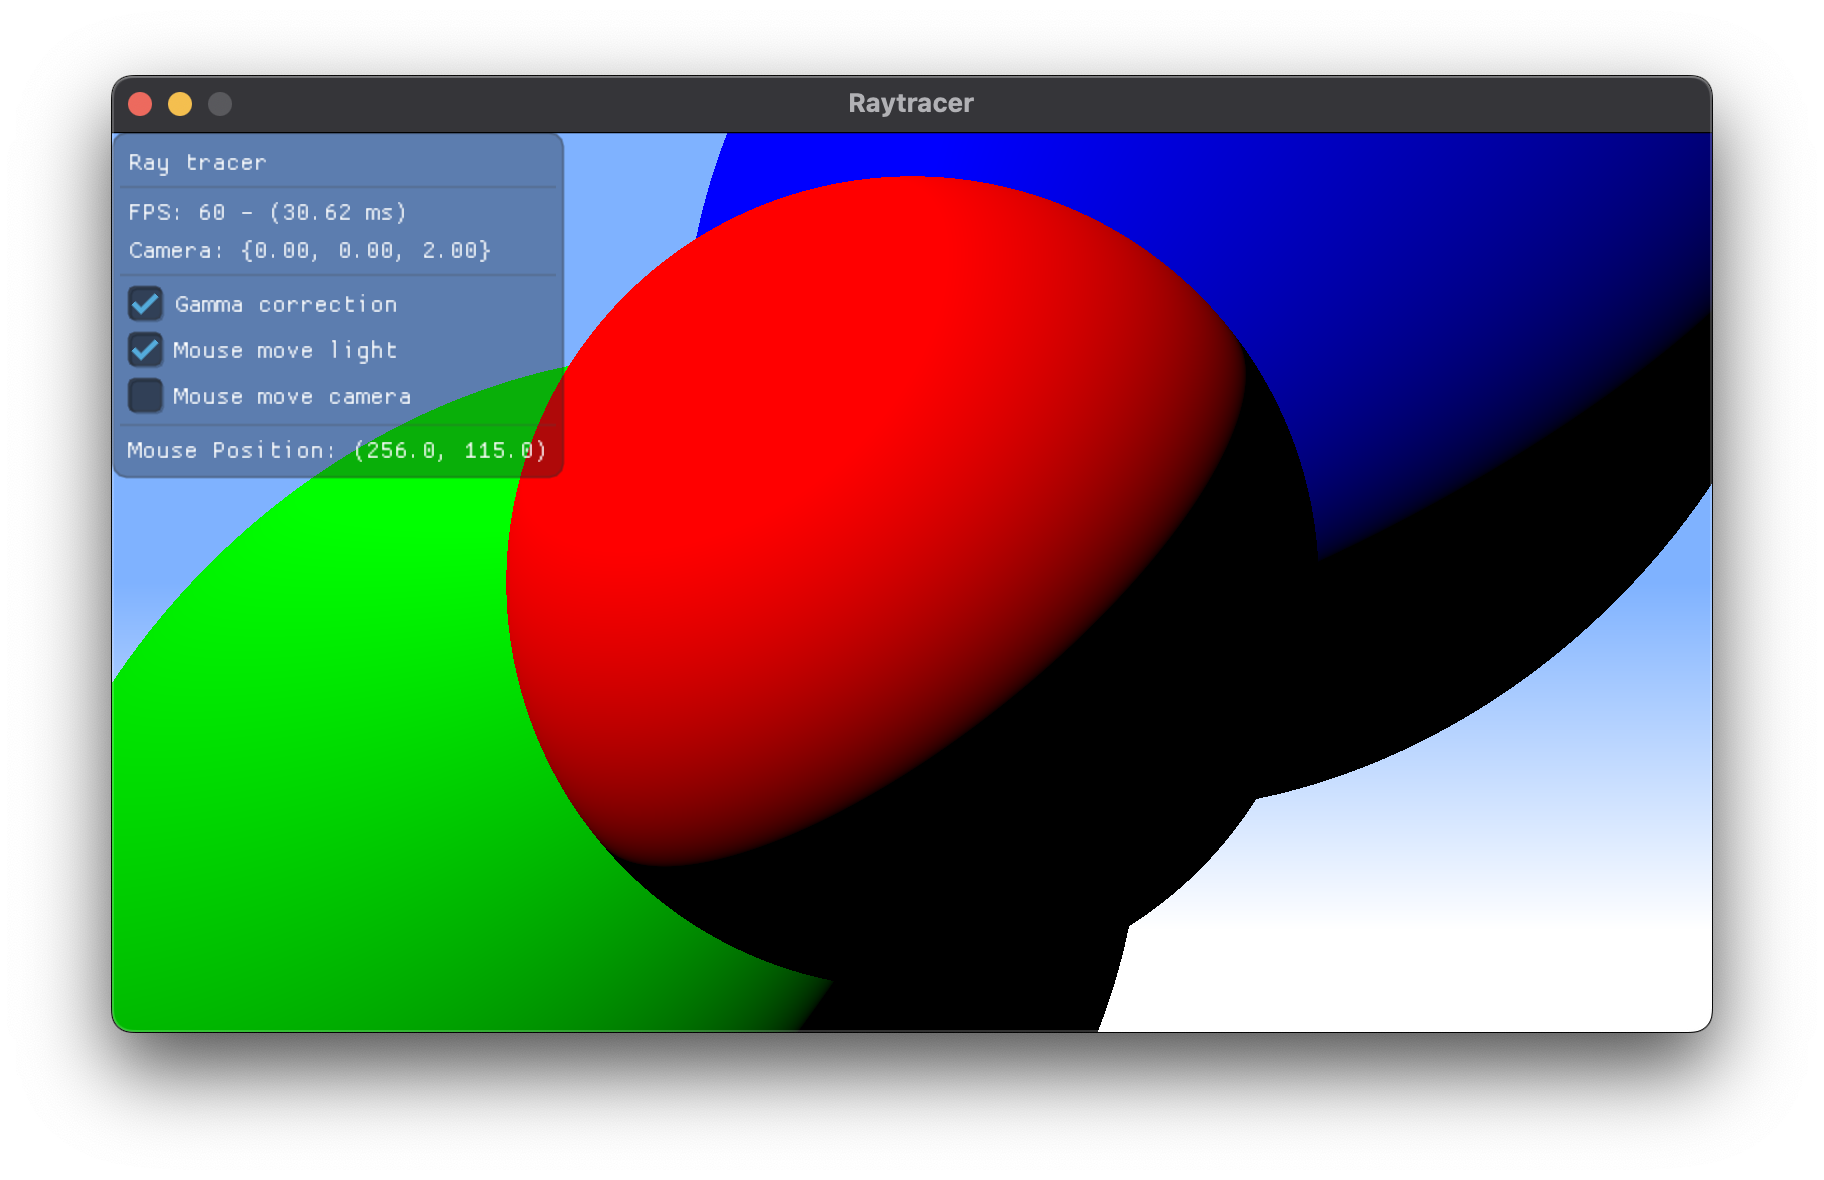 Raytracer
Ray tracer
FPS: 60 - (30.62 ms)
Camera: {0.00, 0.00, 2.00}
Gamma correction
Mouse move light
Mouse move camera
Mouse Position: (256.0, 115.0)